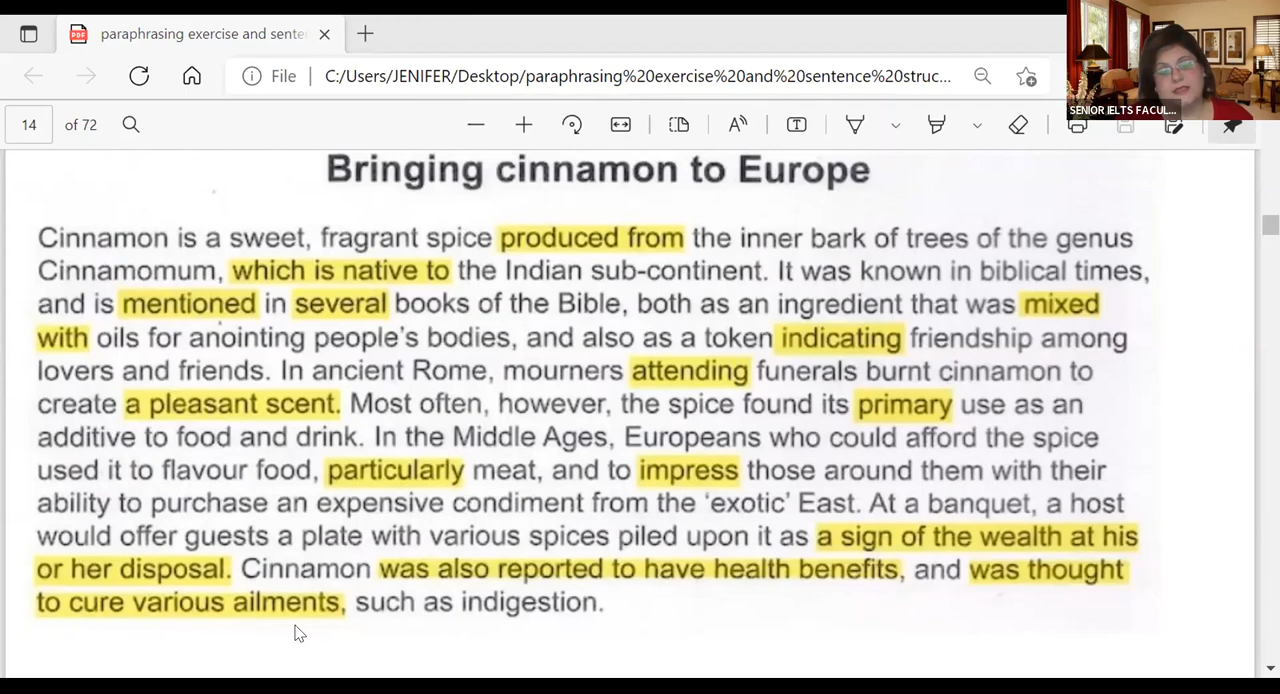 paraphrasing exercise and sente
File | C:/Users/JENIFER/Desktop/paraphrasing%20exercise%20and%20sentence%20struc...
SENIOR IELTS FACUL...
14 of 72
Bringing cinnamon to Europe
Cinnamon is a sweet, fragrant spice produced from the inner bark of trees of the genus
Cinnamomum, which is native to the Indian sub-continent. It was known in biblical times,
and is mentioned in several books of the Bible, both as an ingredient that was mixed
with oils for anointing people's bodies, and also as a token indicating friendship among
lovers and friends. In ancient Rome, mourners attending funerals burnt cinnamon to
create a pleasant scent. Most often, however, the spice found its primary use as an
additive to food and drink. In the Middle Ages, Europeans who could afford the spice
used it to flavour food, particularly meat, and to impress those around them with their
ability to purchase an expensive condiment from the 'exotic' East. At a banquet, a host
would offer guests a plate with various spices piled upon it as a sign of the wealth at his
or her disposal. Cinnamon was also reported to have health benefits, and was thought
to cure various ailments, such as indigestion.